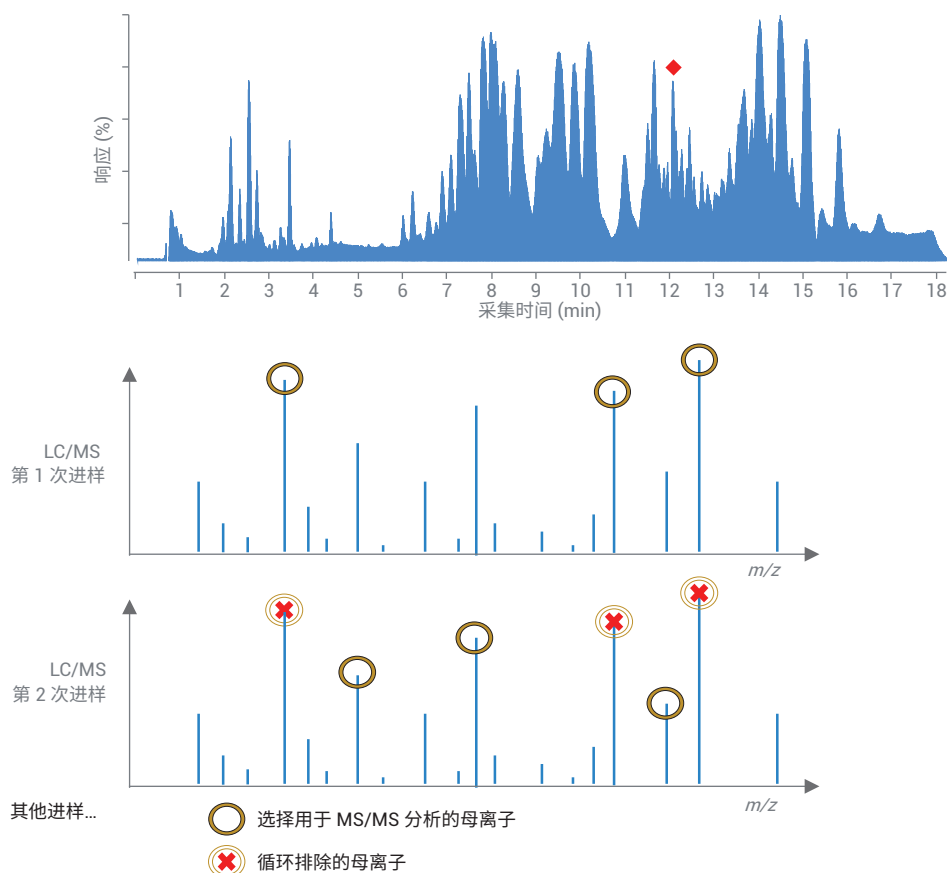 响应 (%)
1 2 3 4 5 6 7 8 9 10 11 12 13 14 15 16 17 18
采集时间 (min)
LC/MS
第 1 次进样
m/z
LC/MS
第 2 次进样
m/z
其他进样...
选择用于 MS/MS 分析的母离子
循环排除的母离子